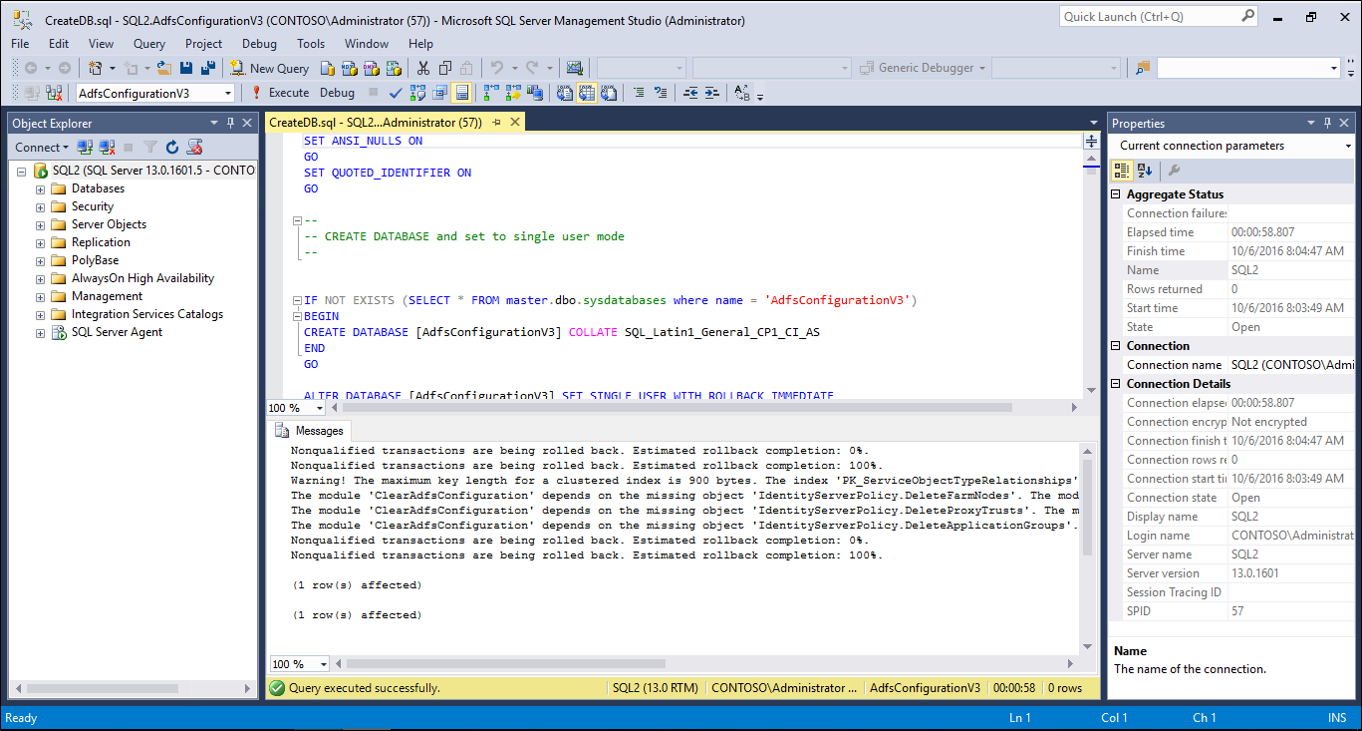 CreateDB.sql - SQL2.AdfsConfigurationV3 (CONTOSO\Administrator (57)) - Microsoft SQL Server Management Studio (Administrator)
Quick Launch (Ctrl+Q)
File Edit View Query Project Debug Tools Window Help
New Query
Generic Debugger
AdfsConfigurationV3
Execute Debug
Object Explorer
Connect
SQL2 (SQL Server 13.0.1601.5 - CONTO
Databases
Security
Server Objects
Replication
PolyBase
AlwaysOn High Availability
Management
Integration Services Catalogs
SQL Server Agent
CreateDB.sql - SQL2...Administrator (57))
SET ANSI_NULLS ON
GO
SET QUOTED_IDENTIFIER ON
GO
--
-- CREATE DATABASE and set to single user mode
--
IF NOT EXISTS (SELECT * FROM master.dbo.sysdatabases where name = 'AdfsConfigurationV3')
BEGIN
CREATE DATABASE [AdfsConfigurationV3] COLLATE SQL_Latin1_General_CP1_CI_AS
END
GO
ALTER DATABASE [AdfsConfigurationV3] SET SINGLE_USER WITH ROLLBACK IMMEDIATE
100 %
Messages
Nonqualified transactions are being rolled back. Estimated rollback completion: 0%.
Nonqualified transactions are being rolled back. Estimated rollback completion: 100%.
Warning! The maximum key length for a clustered index is 900 bytes. The index 'PK_ServiceObjectTypeRelationships'
The module 'ClearAdfsConfiguration' depends on the missing object 'IdentityServerPolicy.DeleteFarmNodes'. The mod
The module 'ClearAdfsConfiguration' depends on the missing object 'IdentityServerPolicy.DeleteProxyTrusts'. The m
The module 'ClearAdfsConfiguration' depends on the missing object 'IdentityServerPolicy.DeleteApplicationGroups'.
Nonqualified transactions are being rolled back. Estimated rollback completion: 0%.
Nonqualified transactions are being rolled back. Estimated rollback completion: 100%.
(1 row(s) affected)
(1 row(s) affected)
100 %
Query executed successfully. SQL2 (13.0 RTM) CONTOSO\Administrator ... AdfsConfigurationV3 00:00:58 0 rows
Properties
Current connection parameters
Aggregate Status
Connection failures
Elapsed time 00:00:58.807
Finish time 10/6/2016 8:04:47 AM
Name SQL2
Rows returned 0
Start time 10/6/2016 8:03:49 AM
State Open
Connection
Connection name SQL2 (CONTOSO\Admi
Connection Details
Connection elapse 00:00:58.807
Connection encryp Not encrypted
Connection finish t 10/6/2016 8:04:47 AM
Connection rows re 0
Connection start ti 10/6/2016 8:03:49 AM
Connection state Open
Display name SQL2
Login name CONTOSO\Administrat
Server name SQL2
Server version 13.0.1601
Session Tracing ID
SPID 57
Name
The name of the connection.
Ready Ln 1 Col 1 Ch 1 INS